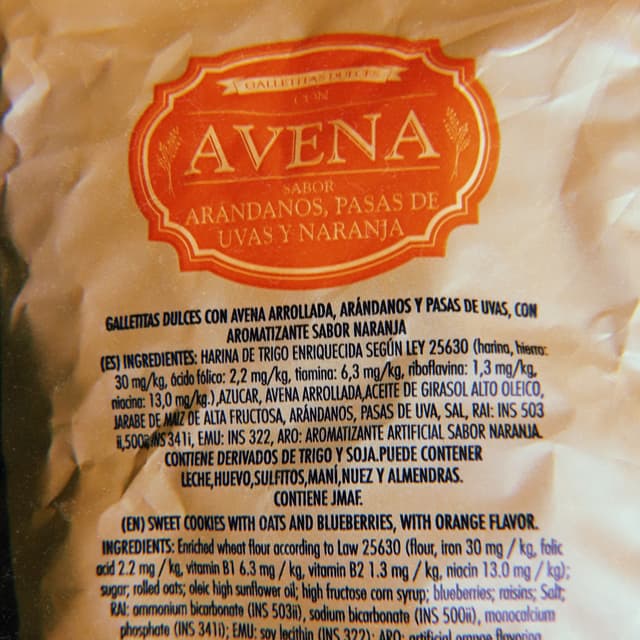 GALLETITAS DULCES
CON
AVENA
SABOR
ARÁNDANOS, PASAS DE
UVAS Y NARANJA
GALLETITAS DULCES CON AVENA ARROLLADA, ARÁNDANOS Y PASAS DE UVAS, CON
AROMATIZANTE SABOR NARANJA
(ES) INGREDIENTES: HARINA DE TRIGO ENRIQUECIDA SEGÚN LEY 25630 (harina, hierro:
30 mg/kg, ácido fólico: 2,2 mg/kg, tiamina: 6,3 mg/kg, riboflavina: 1,3 mg/kg,
niacina: 13,0 mg/kg.),AZUCAR, AVENA ARROLLADA,ACEITE DE GIRASOL ALTO OLEICO,
JARABE DE MAIZ DE ALTA FRUCTOSA, ARÁNDANOS, PASAS DE UVA, SAL, RAI: INS 503
ii,500ii INS 341i, EMU: INS 322, ARO: AROMATIZANTE ARTIFICIAL SABOR NARANJA.
CONTIENE DERIVADOS DE TRIGO Y SOJA.PUEDE CONTENER
LECHE,HUEVO,SULFITOS,MANÍ,NUEZ Y ALMENDRAS.
CONTIENE JMAF.
(EN) SWEET COOKIES WITH OATS AND BLUEBERRIES, WITH ORANGE FLAVOR.
INGREDIENTS: Enriched wheat flour according to Law 25630 (flour, iron 30 mg / kg, folic
acid 2.2 mg / kg, vitamin B1 6.3 mg / kg, vitamin B2 1.3 mg / kg, niacin 13.0 mg / kg);
sugar; rolled oats; oleic high sunflower oil; high fructose corn syrup; blueberries; raisins; Salt;
RAI: ammonium bicarbonate (INS 503ii), sodium bicarbonate (INS 500ii), monocalcium
phosphate (INS 341i); EMU: soy lecithin (INS 322); ARO: artificial orange flavoring